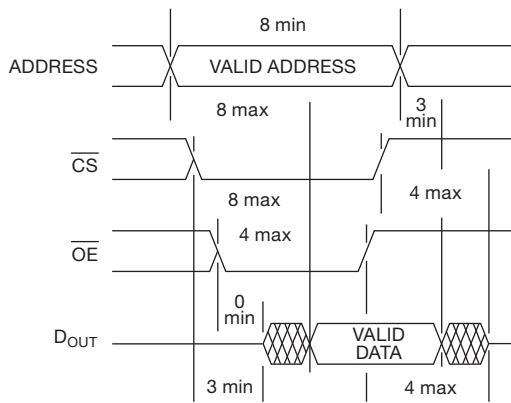 8 min
ADDRESS
VALID ADDRESS
8 max
3
min
CS
8 max
4 max
OE
4 max
0
min
DOUT
VALID
DATA
3 min
4 max